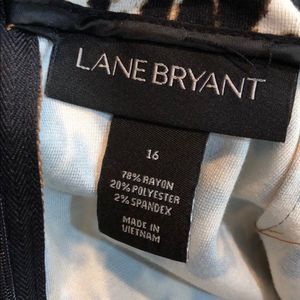 LANE BRYANT
16
78% RAYON
20% POLYESTER
2% SPANDEX
MADE IN
VIETNAM